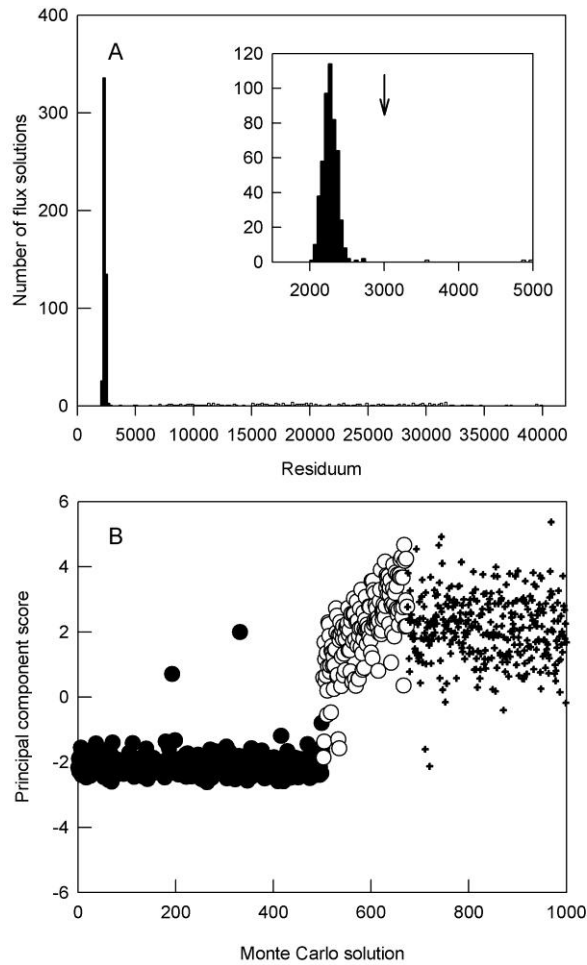 A
400
300
200
100
0
Number of flux solutions
120
100
80
60
40
20
0
2000 3000 4000 5000
0 5000 10000 15000 20000 25000 30000 35000 40000
Residuum
B
6
4
2
0
-2
-4
-6
Principal component score
0 200 400 600 800 1000
Monte Carlo solution